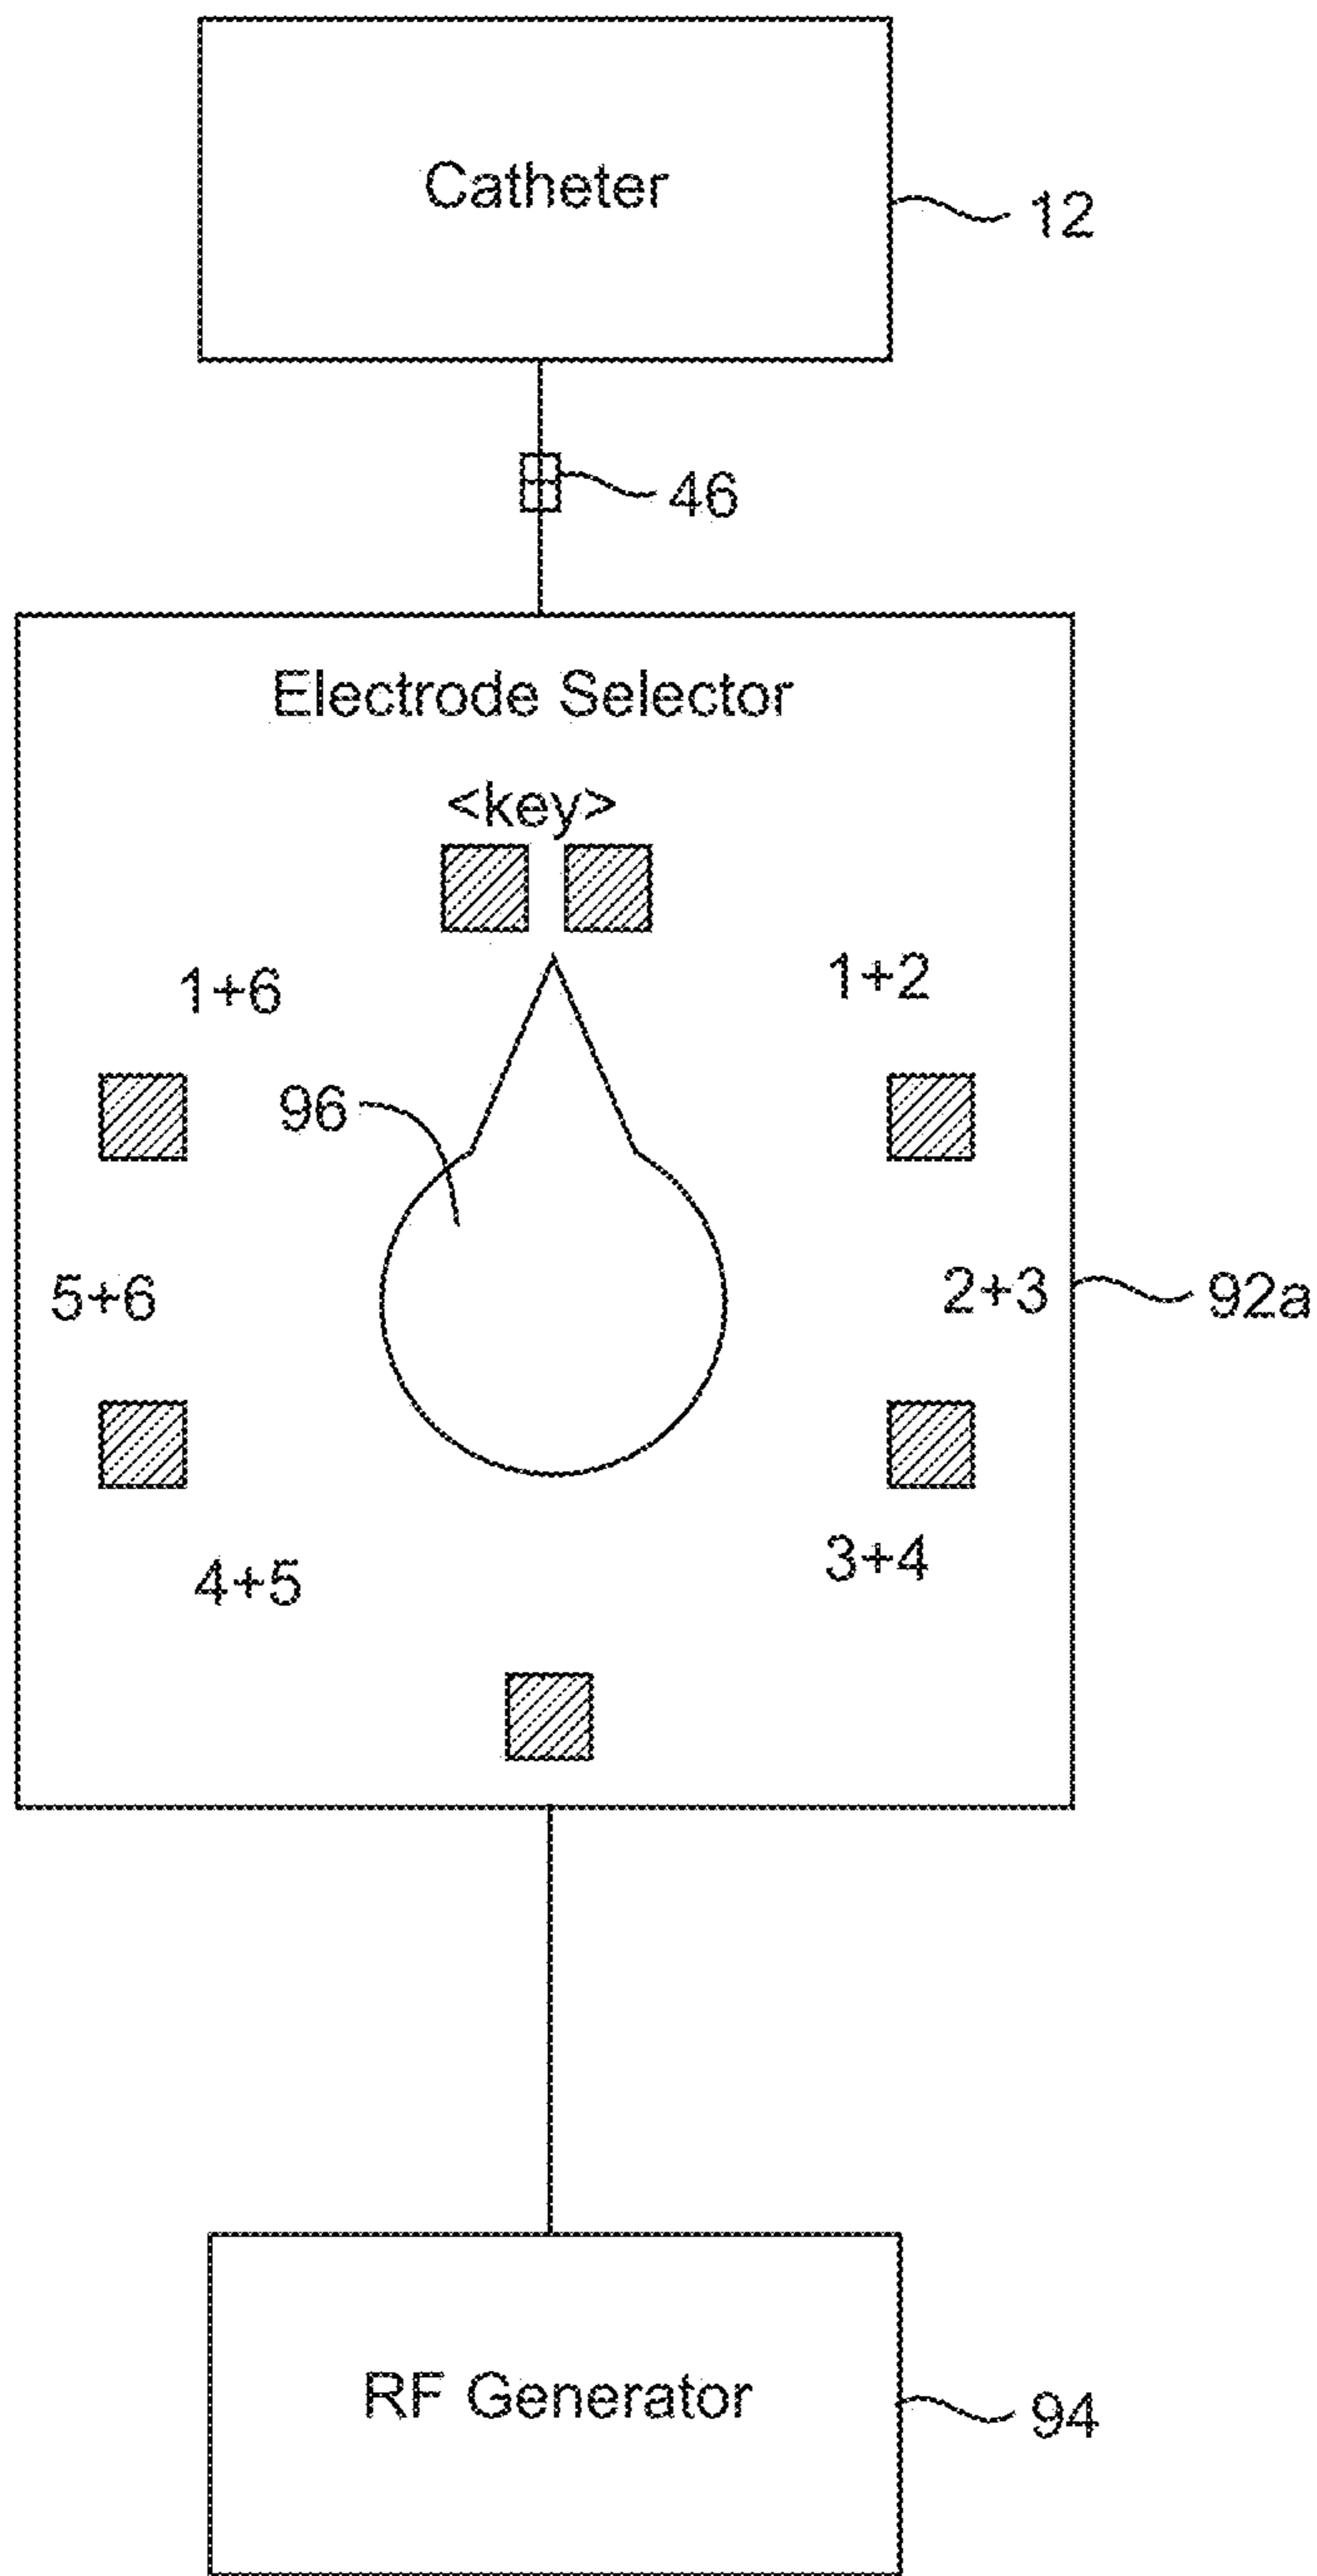 Catheter
12
46
Electrode Selector
<key>
1+6
1+2
96
5+6
2+3
92a
4+5
3+4
RF Generator
94